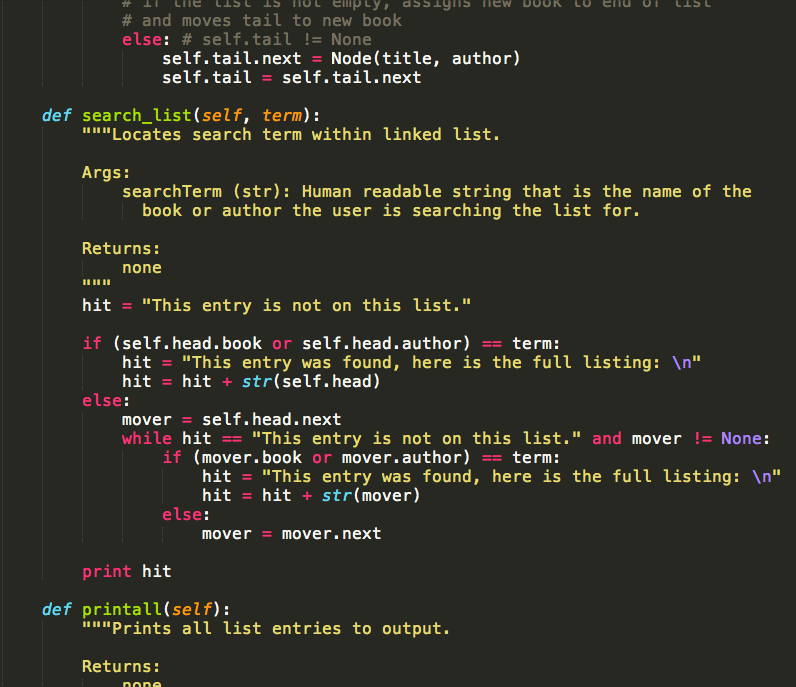 # if the list is not empty, assigns new book to end of list
# and moves tail to new book
else: # self.tail != None
self.tail.next = Node(title, author)
self.tail = self.tail.next
def search_list(self, term):
"""Locates search term within linked list.
Args:
searchTerm (str): Human readable string that is the name of the
book or author the user is searching the list for.
Returns:
none
"""
hit = "This entry is not on this list."
if (self.head.book or self.head.author) == term:
hit = "This entry was found, here is the full listing: \n"
hit = hit + str(self.head)
else:
mover = self.head.next
while hit == "This entry is not on this list." and mover != None:
if (mover.book or mover.author) == term:
hit = "This entry was found, here is the full listing: \n"
hit = hit + str(mover)
else:
mover = mover.next
print hit
def printall(self):
"""Prints all list entries to output.
Returns:
none